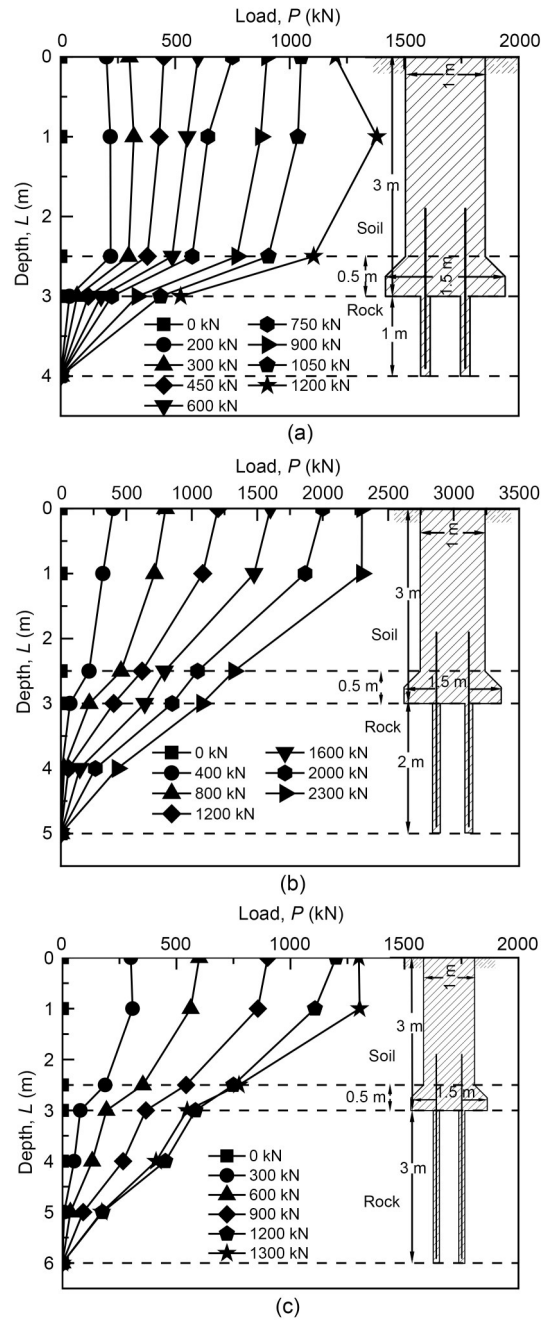 Load, P (kN)
0 500 1000 1500 2000
Depth, L (m)
0
1
2
3
4
1 m
3 m
Soil
0.5 m
1.5 m
Rock
1 m
0 kN
200 kN
300 kN
450 kN
600 kN
750 kN
900 kN
1050 kN
1200 kN
(a)
Load, P (kN)
0 500 1000 1500 2000 2500 3000 3500
Depth, L (m)
0
1
2
3
4
5
1 m
3 m
Soil
0.5 m
1.5 m
Rock
2 m
0 kN
400 kN
800 kN
1200 kN
1600 kN
2000 kN
2300 kN
(b)
Load, P (kN)
0 500 1000 1500 2000
Depth, L (m)
0
1
2
3
4
5
6
1 m
3 m
Soil
0.5 m
1.5 m
3 m
Rock
0 kN
300 kN
600 kN
900 kN
1200 kN
1300 kN
(c)